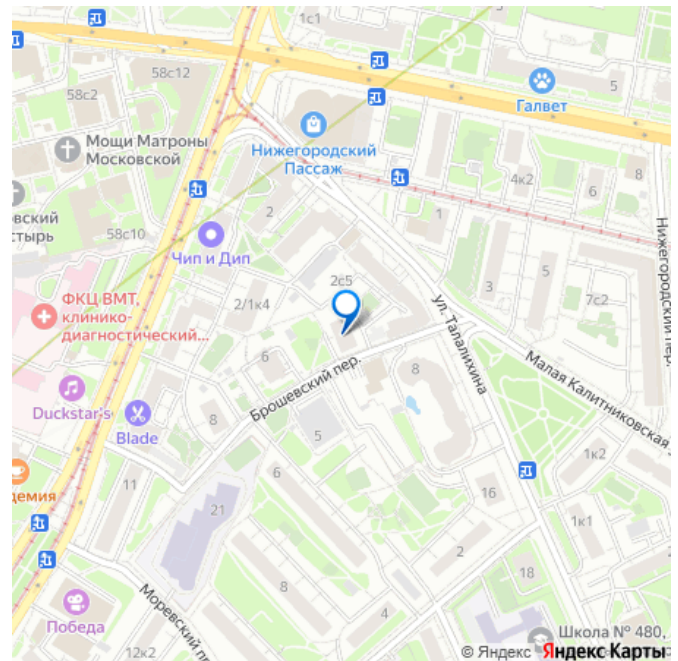 1с1
58с12
58с2
5
Галвет
Мощи Матроны
Московской
Нижегородский
Пассаж
4к2
6
8
вский
стырь
58с10
2
1
Чип и Дип
2с5
3
5
7с2
Нижегородский пер.
ФКЦ ВМТ,
клинико-
диагностический...
2/1к4
ул. Талалихина
6
8
Малая Калитниковская у
Брошевский пер.
Duckstar's
Blade
8
5
6
демия
11
21
16
1к2
1к1
2
8
18
4
Моревский п
Победа
12к2
Школа № 480,
© Яндекс Яндекс Карты